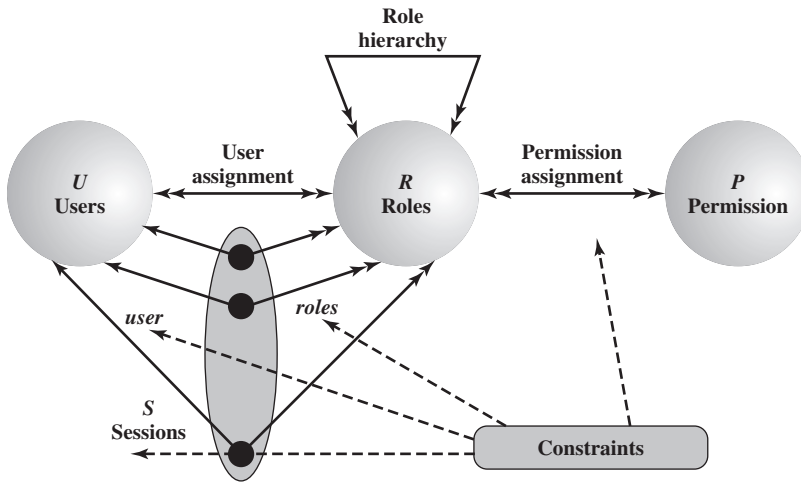 Role
hierarchy
User
assignment
Permission
assignment
U
Users
R
Roles
P
Permission
user
roles
S
Sessions
Constraints